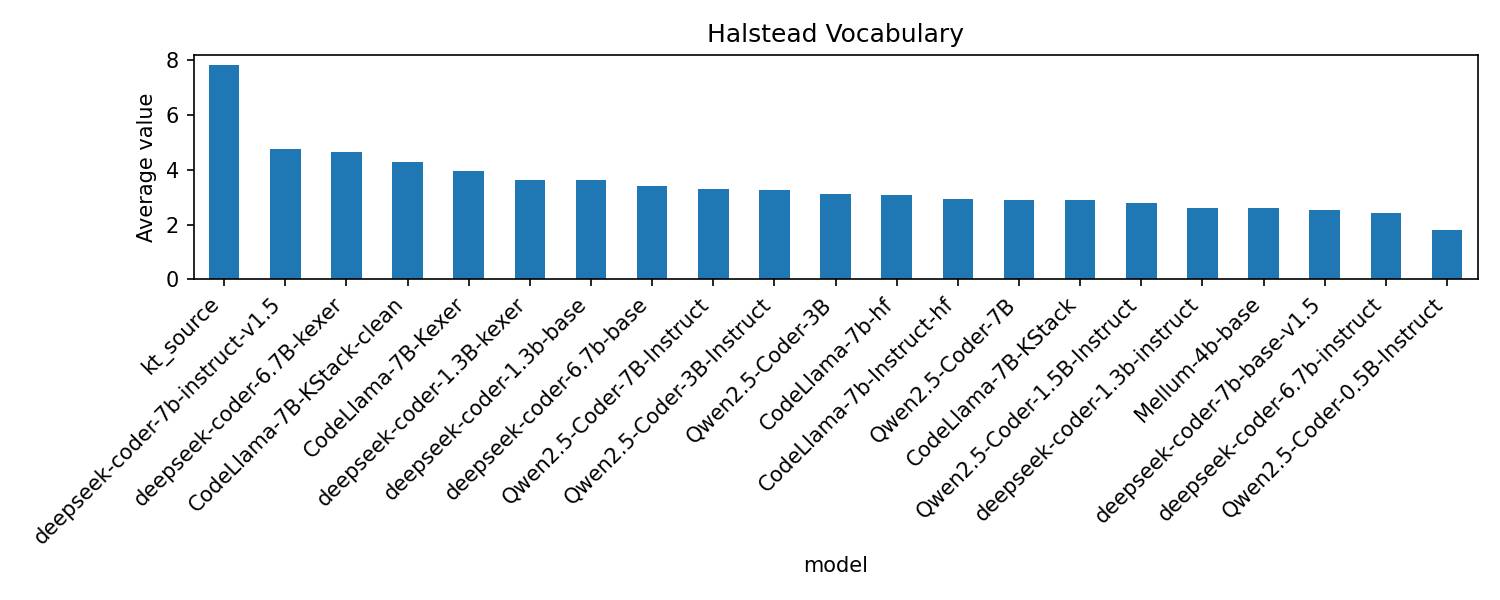 Halstead Vocabulary
Average value
8
6
4
2
0
kt_source
deepseek-coder-7b-instruct-v1.5
deepseek-coder-6.7B-kexer
CodeLlama-7B-KStack-clean
CodeLlama-7B-Kexer
deepseek-coder-1.3B-kexer
deepseek-coder-1.3b-base
deepseek-coder-6.7b-base
Qwen2.5-Coder-7B-Instruct
Qwen2.5-Coder-3B-Instruct
Qwen2.5-Coder-3B
CodeLlama-7b-hf
CodeLlama-7b-Instruct-hf
Qwen2.5-Coder-7B
CodeLlama-7B-KStack
Qwen2.5-Coder-1.5B-Instruct
deepseek-coder-1.3b-instruct
Mellum-4b-base
deepseek-coder-7b-base-v1.5
deepseek-coder-6.7b-instruct
Qwen2.5-Coder-0.5B-Instruct
model